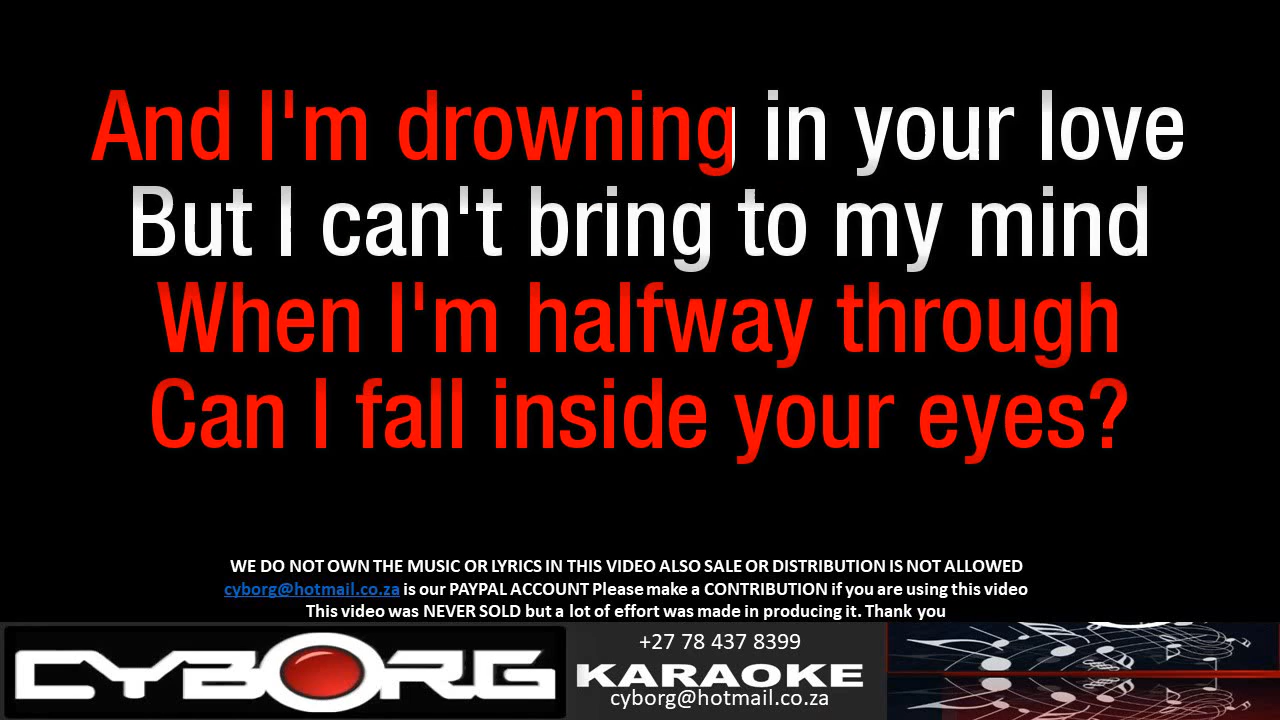 And I'm drowning in your love
But I can't bring to my mind
When I'm halfway through
Can I fall inside your eyes?
WE DO NOT OWN THE MUSIC OR LYRICS IN THIS VIDEO ALSO SALE OR DISTRIBUTION IS NOT ALLOWED
cyborg@hotmail.co.za is our PAYPAL ACCOUNT Please make a CONTRIBUTION if you are using this video
This video was NEVER SOLD but a lot of effort was made in producing it. Thank you
CYBORG
+27 78 437 8399
KARAOKE
cyborg@hotmail.co.za